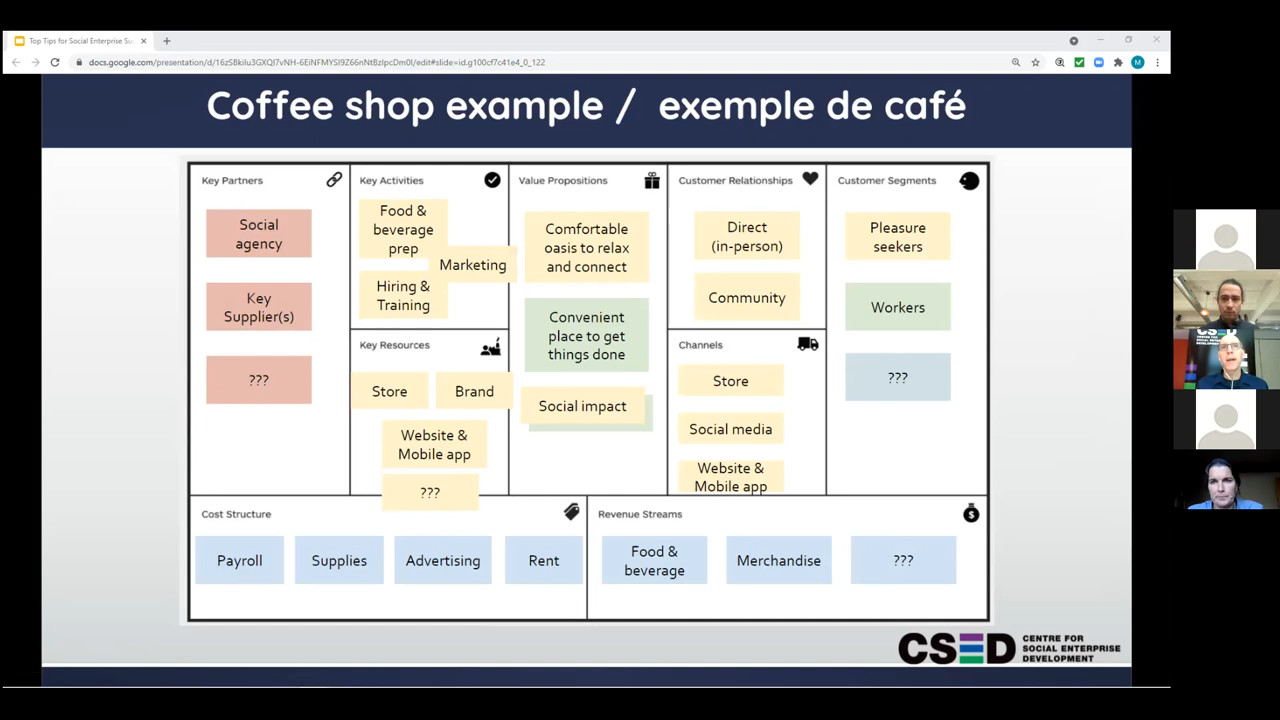 Top Tips for Social Enterprise Su
docs.google.com/presentation/d/16zSBkilu3GXQI7vNH-6EiNFMYSI9Z66nNtBzIpcDm0I/edit#slide=id.g100cf7c41e4_0_122
M
Coffee shop example / exemple de café
Key Partners
Social
agency
Key
Supplier(s)
???
Key Activities
Food &
beverage
prep
Marketing
Hiring &
Training
Key Resources
Store
Brand
Website &
Mobile app
???
Value Propositions
Comfortable
oasis to relax
and connect
Convenient
place to get
things done
Social impact
Customer Relationships
Direct
(in-person)
Community
Channels
Store
Social media
Website &
Mobile app
Customer Segments
Pleasure
seekers
Workers
???
Cost Structure
Payroll
Supplies
Advertising
Rent
Revenue Streams
$
Food &
beverage
Merchandise
???
CSED
CENTRE FOR
SOCIAL ENTERPRISE
DEVELOPMENT
CSED